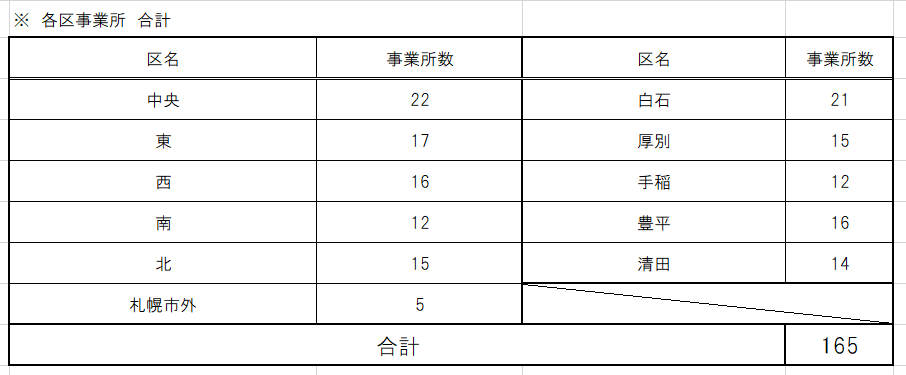 ※ 各区事業所 合計
区名 事業所数 区名 事業所数
中央 22 白石 21
東 17 厚別 15
西 16 手稲 12
南 12 豊平 16
北 15 清田 14
札幌市外 5
合計 165